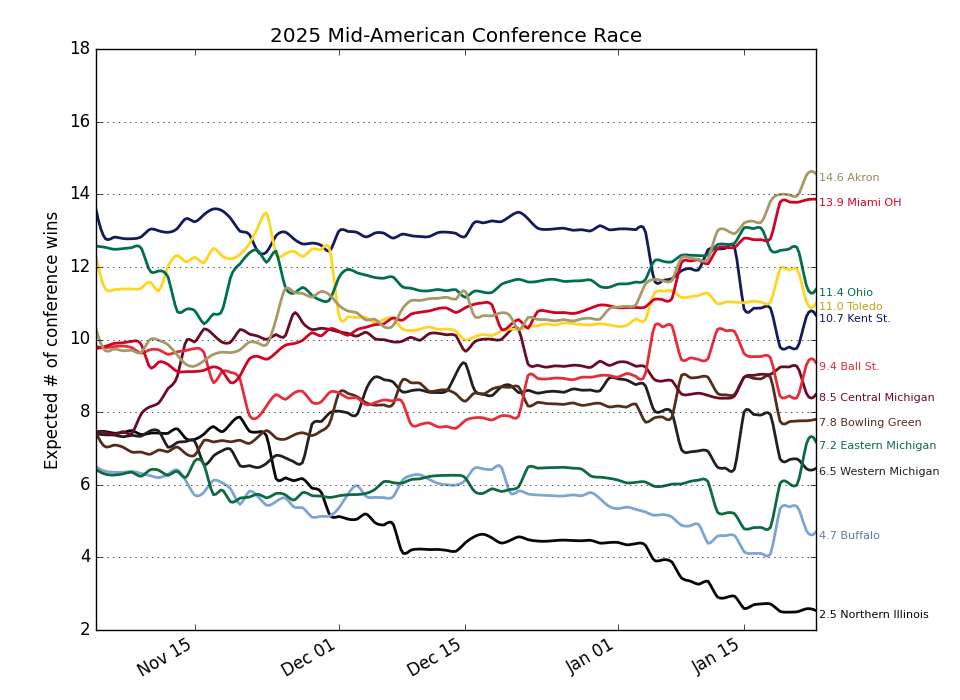 2025 Mid-American Conference Race
Expected # of conference wins
18
16
14
12
10
8
6
4
2
Nov 15
Dec 01
Dec 15
Jan 01
Jan 15
14.6 Akron
13.9 Miami OH
11.4 Ohio
11.0 Toledo
10.7 Kent St.
9.4 Ball St.
8.5 Central Michigan
7.8 Bowling Green
7.2 Eastern Michigan
6.5 Western Michigan
4.7 Buffalo
2.5 Northern Illinois